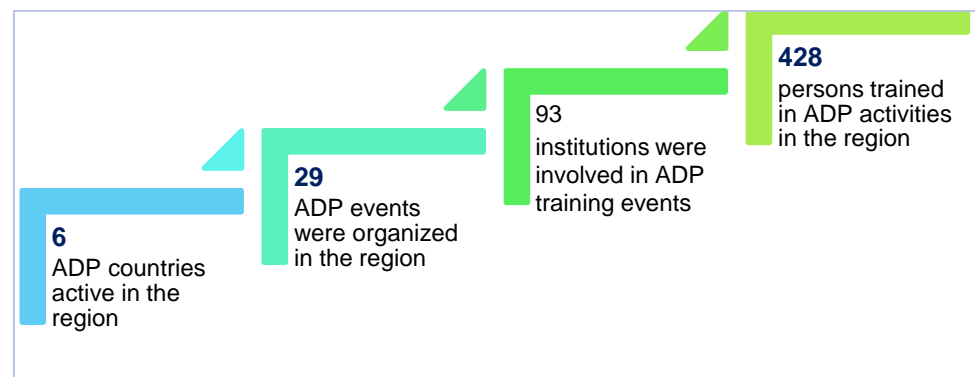 6
ADP countries
active in the
region
29
ADP events
were organized
in the region
93
institutions were
involved in ADP
training events
428
persons trained
in ADP activities
in the region